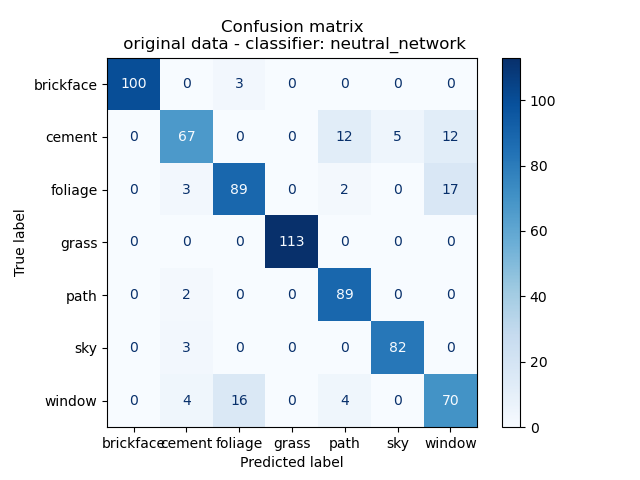 Confusion matrix
original data - classifier: neutral_network
True label
brickface 100 0 3 0 0 0 0
cement 0 67 0 0 12 5 12
foliage 0 3 89 0 2 0 17
grass 0 0 0 113 0 0 0
path 0 2 0 0 89 0 0
sky 0 3 0 0 0 82 0
window 0 4 16 0 4 0 70
brickface cement foliage grass path sky window
Predicted label
100
80
60
40
20
0